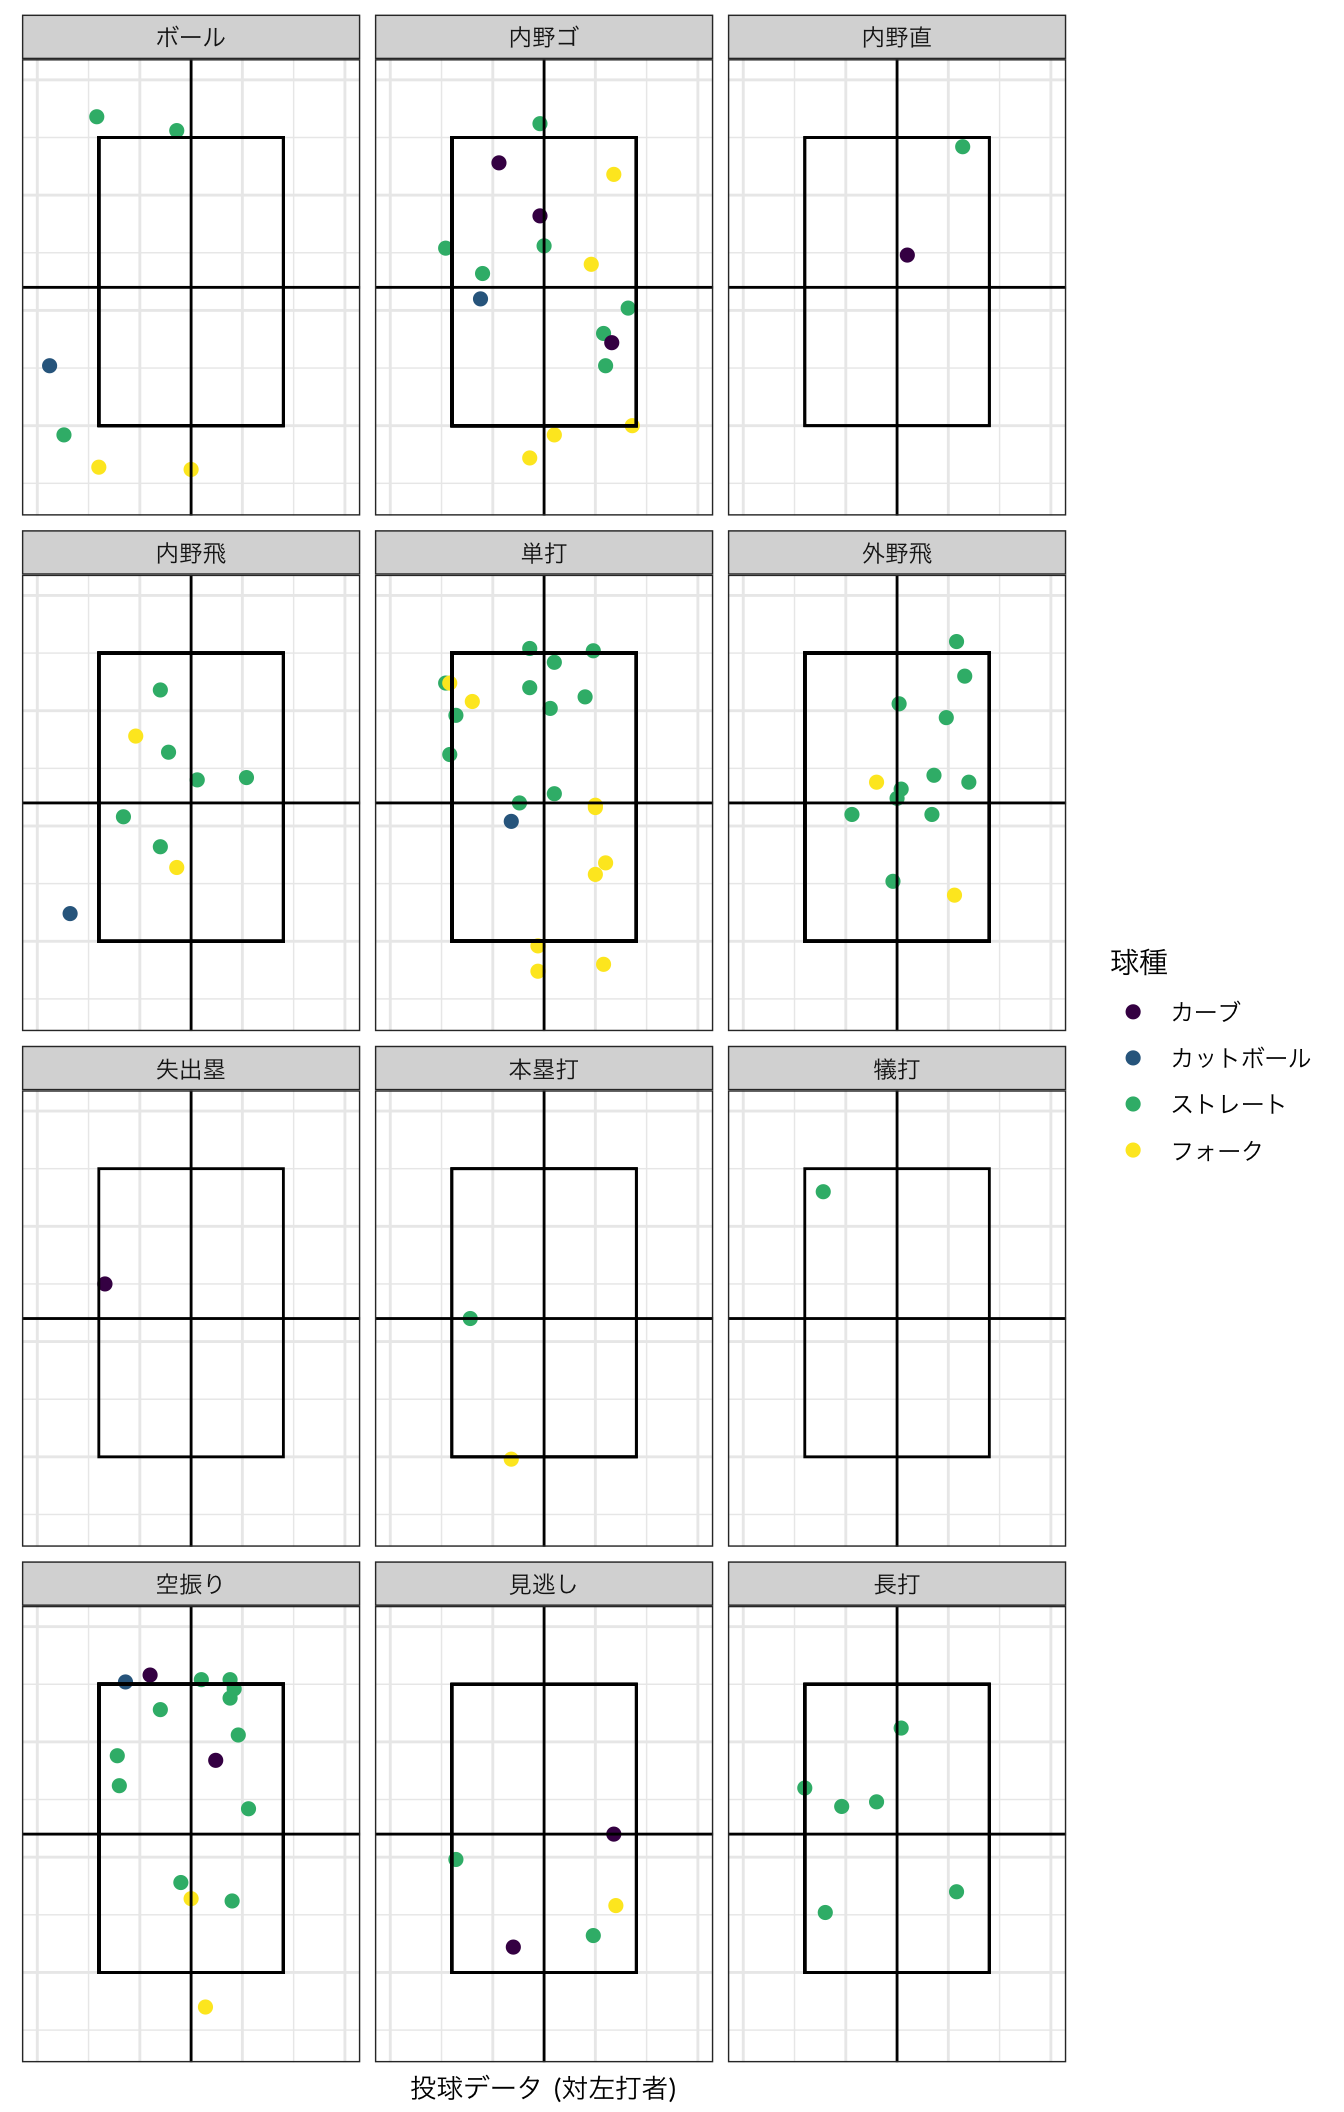 ボール
内野ゴ
内野直
内野飛
単打
外野飛
失出塁
本塁打
犠打
空振り
見逃し
長打
球種
カーブ
カットボール
ストレート
フォーク
投球データ (対左打者)